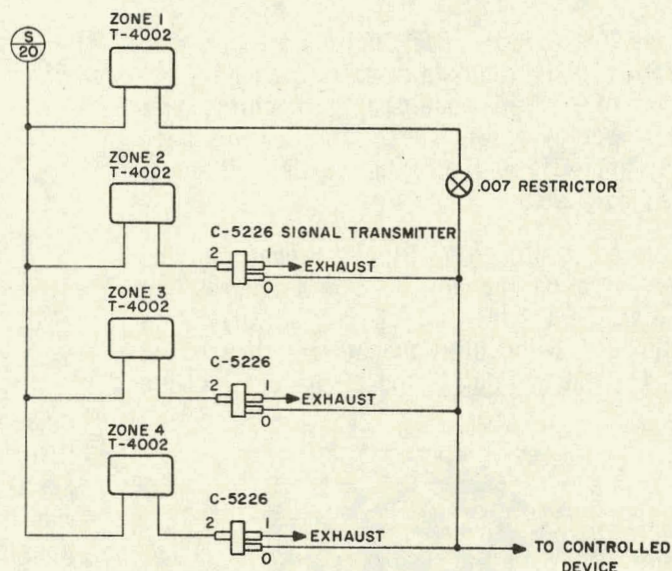 ZONE 1
T-4002
S
20
ZONE 2
T-4002
.007 RESTRICTOR
C-5226 SIGNAL TRANSMITTER
2
1
EXHAUST
0
ZONE 3
T-4002
C-5226
2
1
EXHAUST
0
ZONE 4
T-4002
C-5226
2
1
EXHAUST
0
TO CONTROLLED
DEVICE